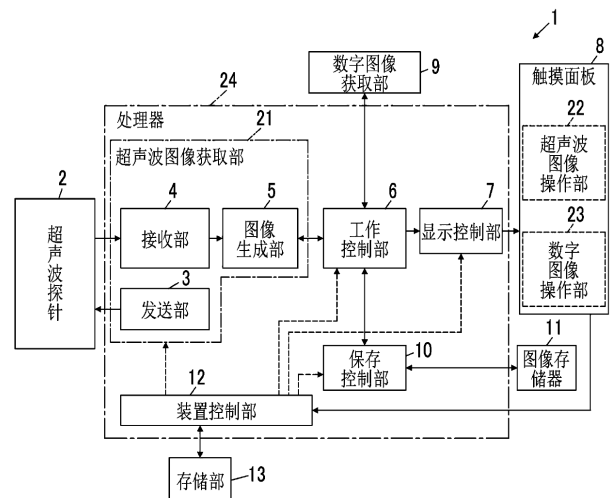 1
数字图像
获取部
9
8
触摸面板
22
超声波
图像
操作部
23
数字
图像
操作部
24
处理器
21
超声波图像获取部
2
超声波探针
4
接收部
5
图像
生成部
6
工作
控制部
7
显示控制部
3
发送部
10
保存
控制部
11
图像存
储器
12
装置控制部
存储部
13